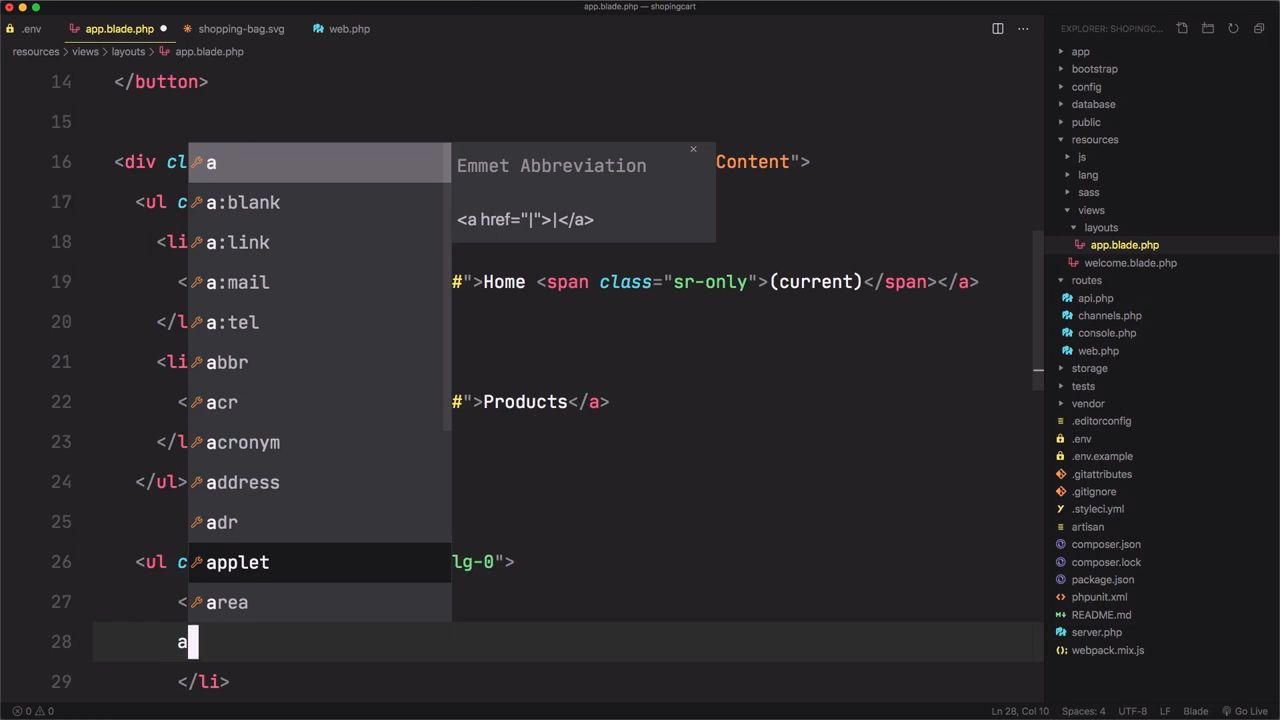 app.blade.php — shopingcart
.env
app.blade.php
shopping-bag.svg
web.php
resources
views
layouts
app.blade.php
14 </button>
15
16 <div cl Content">
17 <ul c
18 <li
19 < #">Home <span class="sr-only">(current)</span></a>
20 </l
21 <li
22 < #">Products</a>
23 </l
24 </ul>
25
26 <ul c lg-0">
27 <
28 a
29 </li>
a
a:blank
a:link
a:mail
a:tel
abbr
acr
acronym
address
adr
applet
area
Emmet Abbreviation
<a href="|">|</a>
EXPLORER: SHOPINGC...
app
bootstrap
config
database
public
resources
js
lang
sass
views
layouts
app.blade.php
welcome.blade.php
routes
api.php
channels.php
console.php
web.php
storage
tests
vendor
.editorconfig
.env
.env.example
.gitattributes
.gitignore
.styleci.yml
artisan
composer.json
composer.lock
package.json
phpunit.xml
README.md
server.php
webpack.mix.js
0 0
Ln 28, Col 10
Spaces: 4
UTF-8
LF
Blade
Go Live